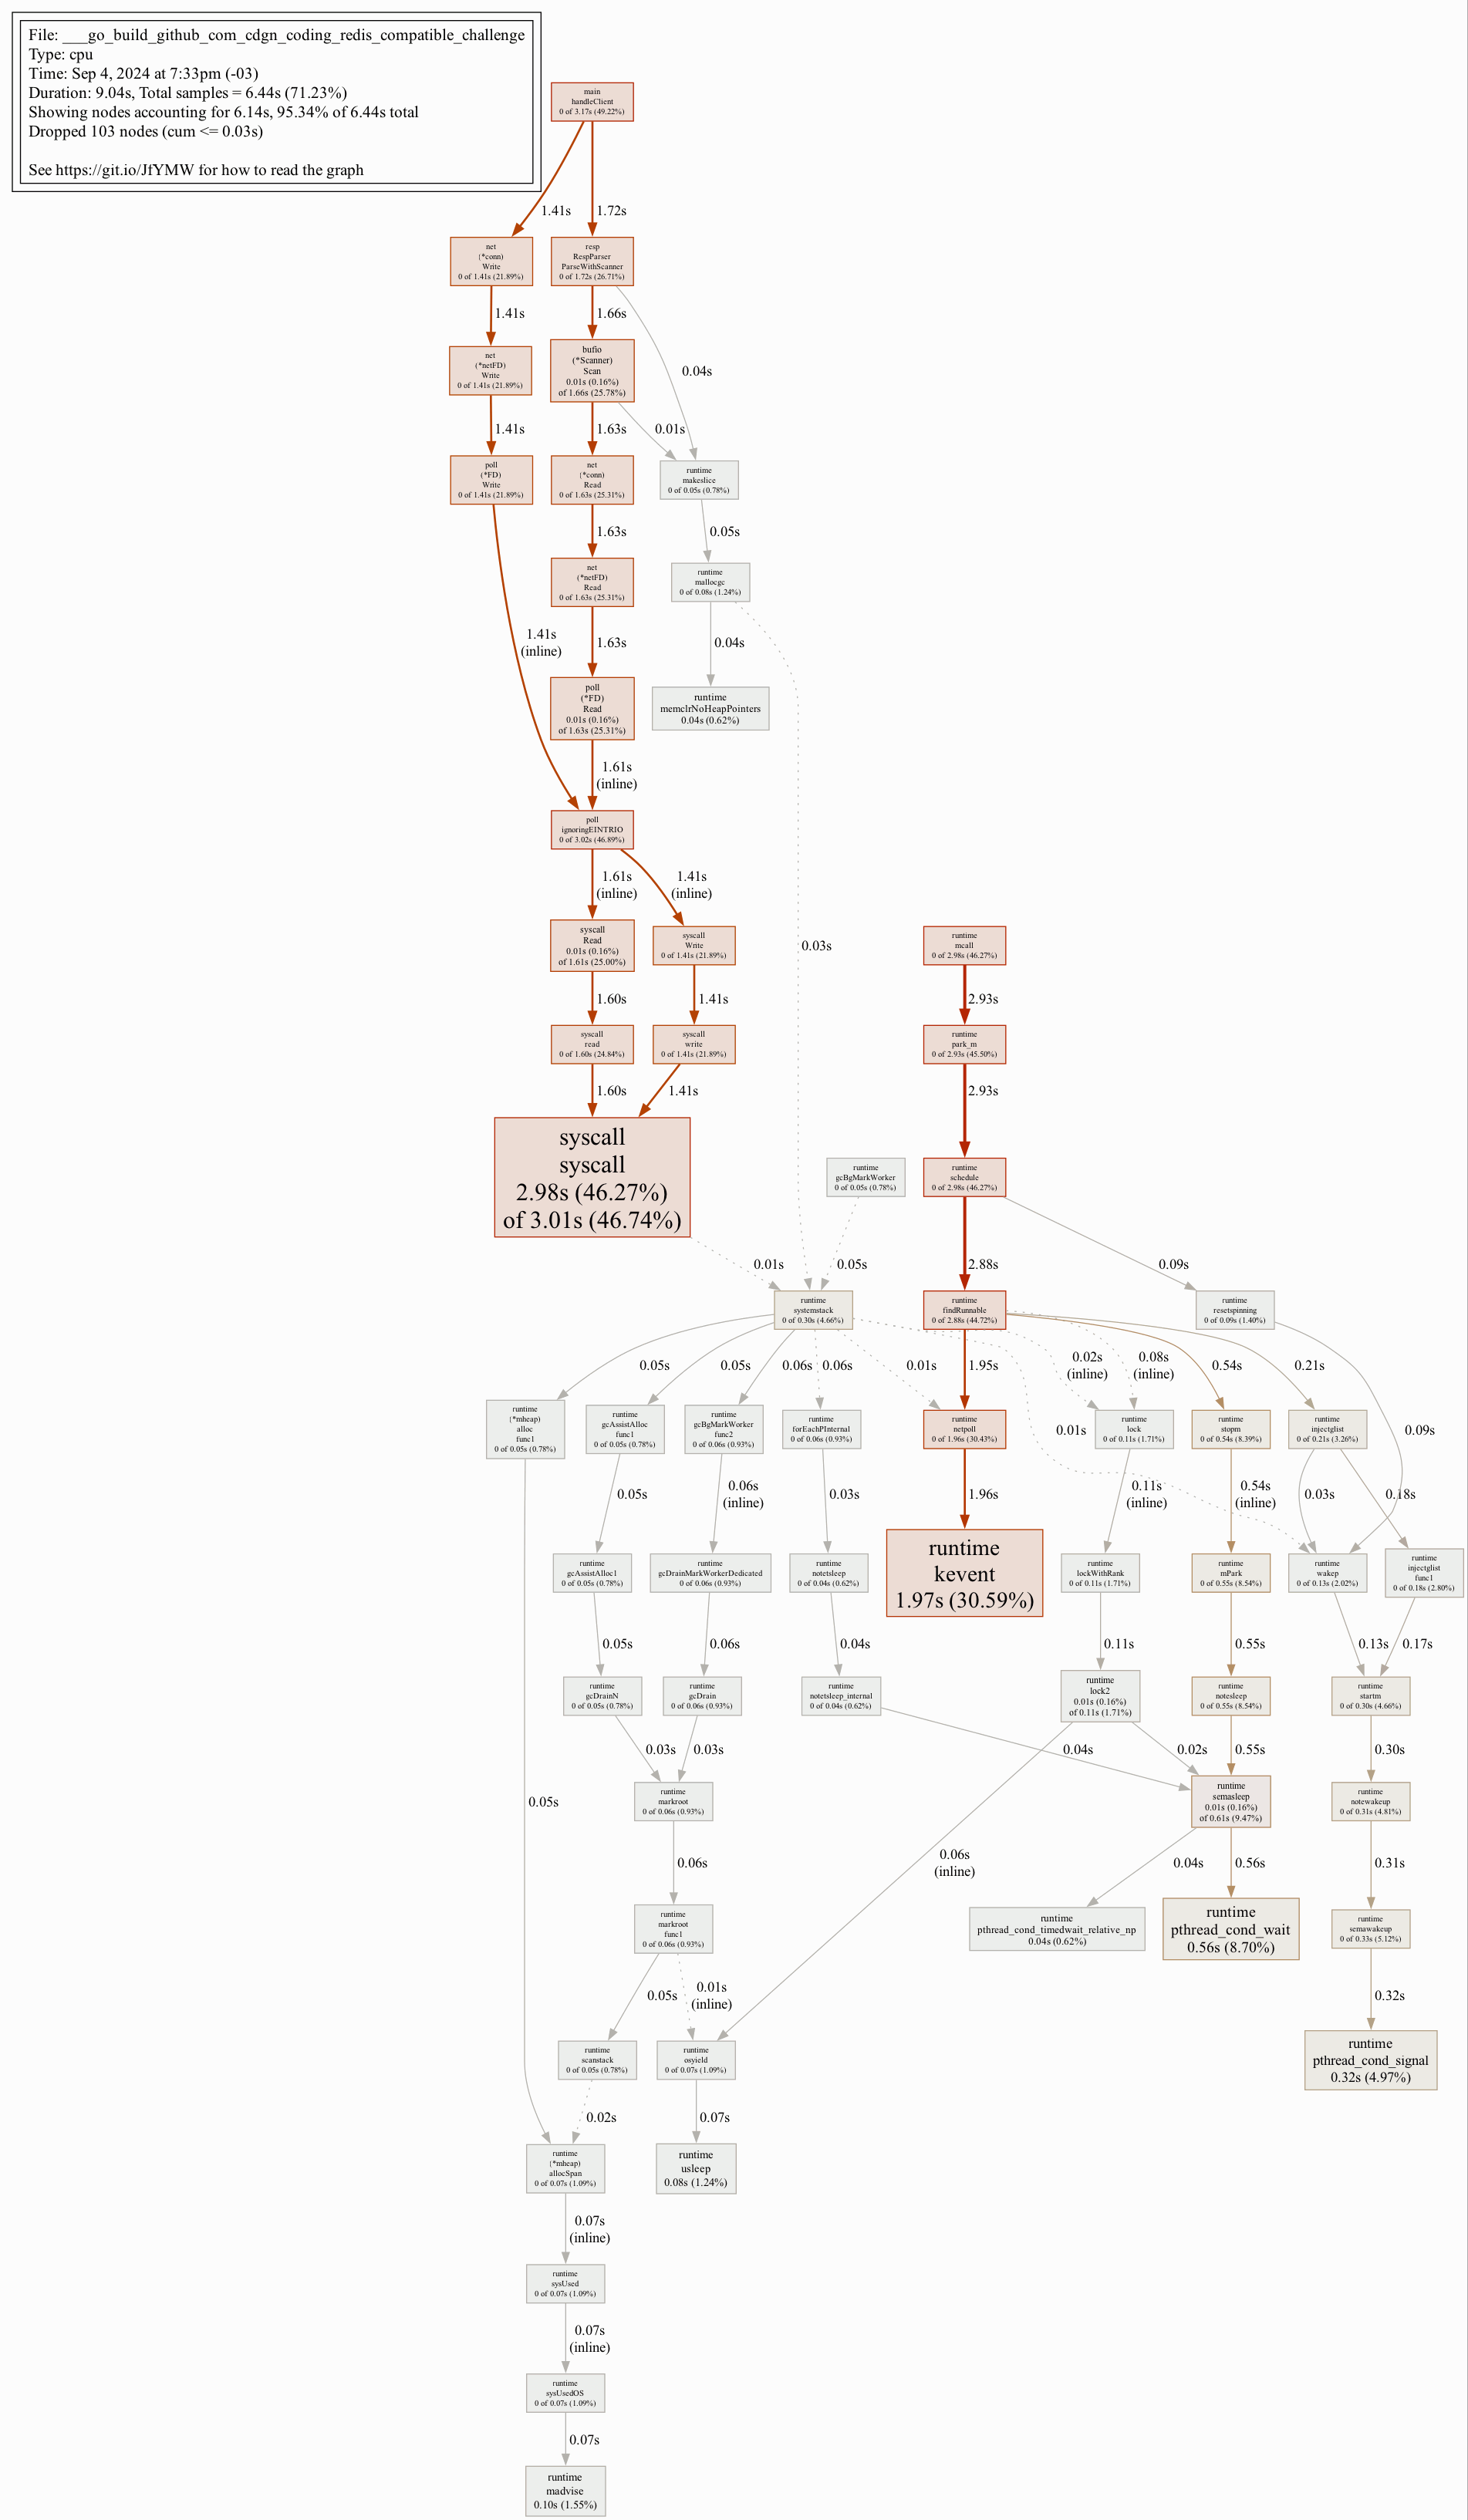 File: ___go_build_github_com_cdgn_coding_redis_compatible_challenge
Type: cpu
Time: Sep 4, 2024 at 7:33pm (-03)
Duration: 9.04s, Total samples = 6.44s (71.23%)
Showing nodes accounting for 6.14s, 95.34% of 6.44s total
Dropped 103 nodes (cum <= 0.03s)
See https://git.io/JfYMW for how to read the graph
main
handleClient
0 of 3.17s (49.22%)
1.41s
1.72s
net
(*conn)
Write
0 of 1.41s (21.89%)
resp
RespParser
ParseWithScanner
0 of 1.72s (26.71%)
1.41s
1.66s
0.04s
net
(*netFD)
Write
0 of 1.41s (21.89%)
bufio
(*Scanner)
Scan
0.01s (0.16%)
of 1.66s (25.78%)
1.41s
1.63s
0.01s
poll
(*FD)
Write
0 of 1.41s (21.89%)
net
(*conn)
Read
0 of 1.63s (25.31%)
runtime
makeslice
0 of 0.05s (0.78%)
1.63s
0.05s
net
(*netFD)
Read
0 of 1.63s (25.31%)
runtime
mallocgc
0 of 0.08s (1.24%)
1.41s
(inline)
1.63s
0.04s
poll
(*FD)
Read
0.01s (0.16%)
of 1.63s (25.31%)
runtime
memclrNoHeapPointers
0.04s (0.62%)
1.61s
(inline)
poll
ignoringEINTRIO
0 of 3.02s (46.89%)
1.61s
(inline)
1.41s
(inline)
0.03s
syscall
Read
0.01s (0.16%)
of 1.61s (25.00%)
syscall
Write
0 of 1.41s (21.89%)
runtime
mcall
0 of 2.98s (46.27%)
1.60s
1.41s
2.93s
syscall
read
0 of 1.60s (24.84%)
syscall
write
0 of 1.41s (21.89%)
runtime
park_m
0 of 2.93s (45.50%)
1.60s
1.41s
2.93s
syscall
syscall
2.98s (46.27%)
of 3.01s (46.74%)
runtime
gcBgMarkWorker
0 of 0.05s (0.78%)
runtime
schedule
0 of 2.98s (46.27%)
0.01s
0.05s
2.88s
0.09s
runtime
systemstack
0 of 0.30s (4.66%)
runtime
findRunnable
0 of 2.88s (44.72%)
runtime
resetspinning
0 of 0.09s (1.40%)
0.05s
0.05s
0.06s
0.06s
0.01s
1.95s
0.02s
(inline)
0.08s
(inline)
0.54s
0.21s
0.01s
0.09s
runtime
(*mheap)
alloc
func1
0 of 0.05s (0.78%)
runtime
gcAssistAlloc
func1
0 of 0.05s (0.78%)
runtime
gcBgMarkWorker
func2
0 of 0.06s (0.93%)
runtime
forEachPInternal
0 of 0.06s (0.93%)
runtime
netpoll
0 of 1.96s (30.43%)
runtime
lock
0 of 0.11s (1.71%)
runtime
stopm
0 of 0.54s (8.39%)
runtime
injectglist
0 of 0.21s (3.26%)
0.05s
0.06s
(inline)
0.03s
1.96s
0.11s
(inline)
0.54s
(inline)
0.03s
0.18s
runtime
gcAssistAlloc1
0 of 0.05s (0.78%)
runtime
gcDrainMarkWorkerDedicated
0 of 0.06s (0.93%)
runtime
notetsleep
0 of 0.04s (0.62%)
runtime
kevent
1.97s (30.59%)
runtime
lockWithRank
0 of 0.11s (1.71%)
runtime
mPark
0 of 0.55s (8.54%)
runtime
wakep
0 of 0.13s (2.02%)
runtime
injectglist
func1
0 of 0.18s (2.80%)
0.05s
0.06s
0.04s
0.11s
0.55s
0.13s
0.17s
runtime
gcDrainN
0 of 0.05s (0.78%)
runtime
gcDrain
0 of 0.06s (0.93%)
runtime
notetsleep_internal
0 of 0.04s (0.62%)
runtime
lock2
0.01s (0.16%)
of 0.11s (1.71%)
runtime
notesleep
0 of 0.55s (8.54%)
runtime
startm
0 of 0.30s (4.66%)
0.03s
0.03s
0.04s
0.02s
0.55s
0.30s
0.05s
runtime
markroot
0 of 0.06s (0.93%)
runtime
semasleep
0.01s (0.16%)
of 0.61s (9.47%)
runtime
notewakeup
0 of 0.31s (4.81%)
0.06s
0.06s
(inline)
0.04s
0.56s
0.31s
runtime
markroot
func1
0 of 0.06s (0.93%)
runtime
pthread_cond_timedwait_relative_np
0.04s (0.62%)
runtime
pthread_cond_wait
0.56s (8.70%)
runtime
semawakeup
0 of 0.33s (5.12%)
0.05s
0.01s
(inline)
0.32s
runtime
scanstack
0 of 0.05s (0.78%)
runtime
osyield
0 of 0.07s (1.09%)
runtime
pthread_cond_signal
0.32s (4.97%)
0.02s
0.07s
runtime
(*mheap)
allocSpan
0 of 0.07s (1.09%)
runtime
usleep
0.08s (1.24%)
0.07s
(inline)
runtime
sysUsed
0 of 0.07s (1.09%)
0.07s
(inline)
runtime
sysUsedOS
0 of 0.07s (1.09%)
0.07s
runtime
madvise
0.10s (1.55%)